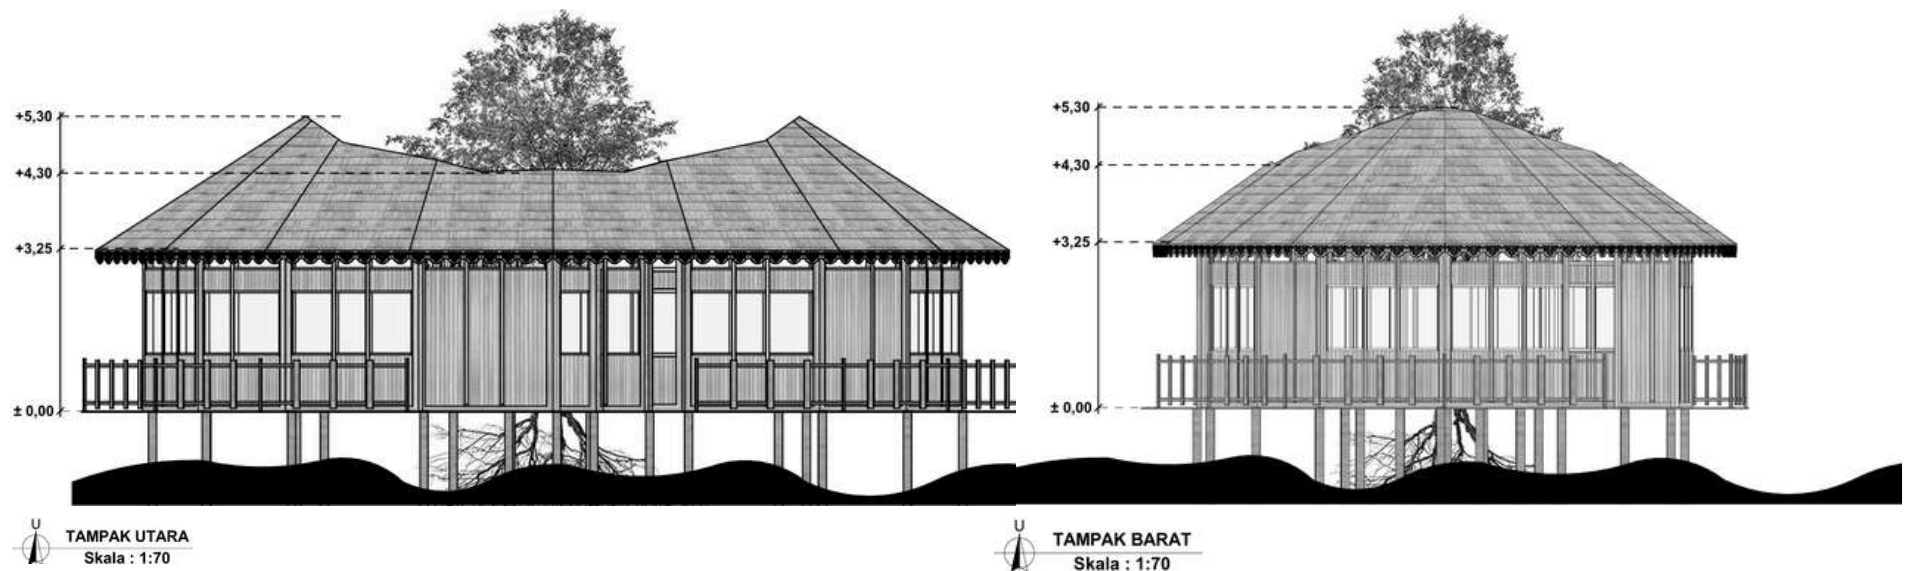 +5,30
+4,30
+3,25
± 0,00
U
TAMPAK UTARA
Skala : 1:70
+5,30
+4,30
+3,25
± 0,00
U
TAMPAK BARAT
Skala : 1:70